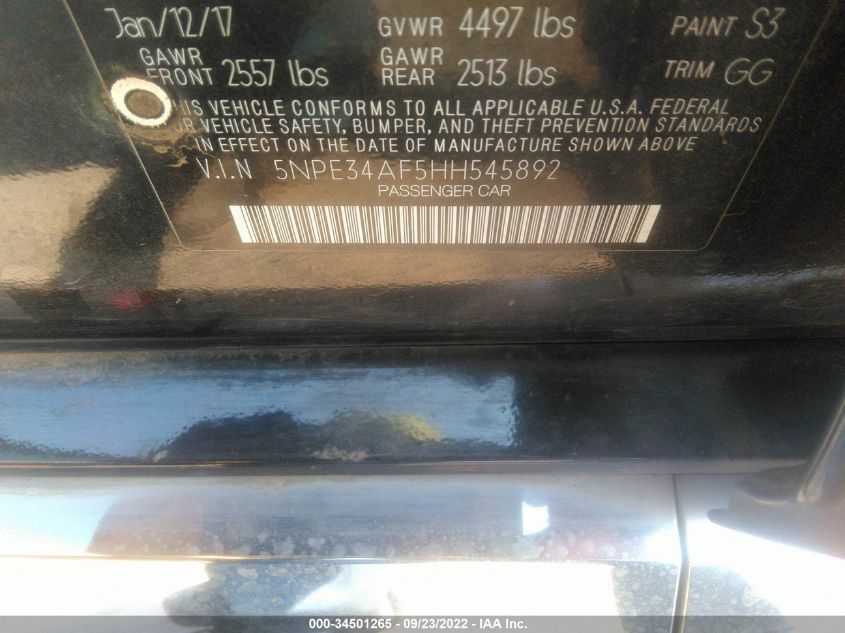 Jan/12/17 GVWR 4497 lbs PAINT S3
GAWR FRONT 2557 lbs GAWR REAR 2513 lbs TRIM GG
VEHICLE CONFORMS TO ALL APPLICABLE U.S.A. FEDERAL
VEHICLE SAFETY, BUMPER, AND THEFT PREVENTION STANDARDS
IN EFFECT ON THE DATE OF MANUFACTURE SHOWN ABOVE
V.I.N 5NPE34AF5HH545892
PASSENGER CAR
000-34501265 - 09/23/2022 - IAA Inc.